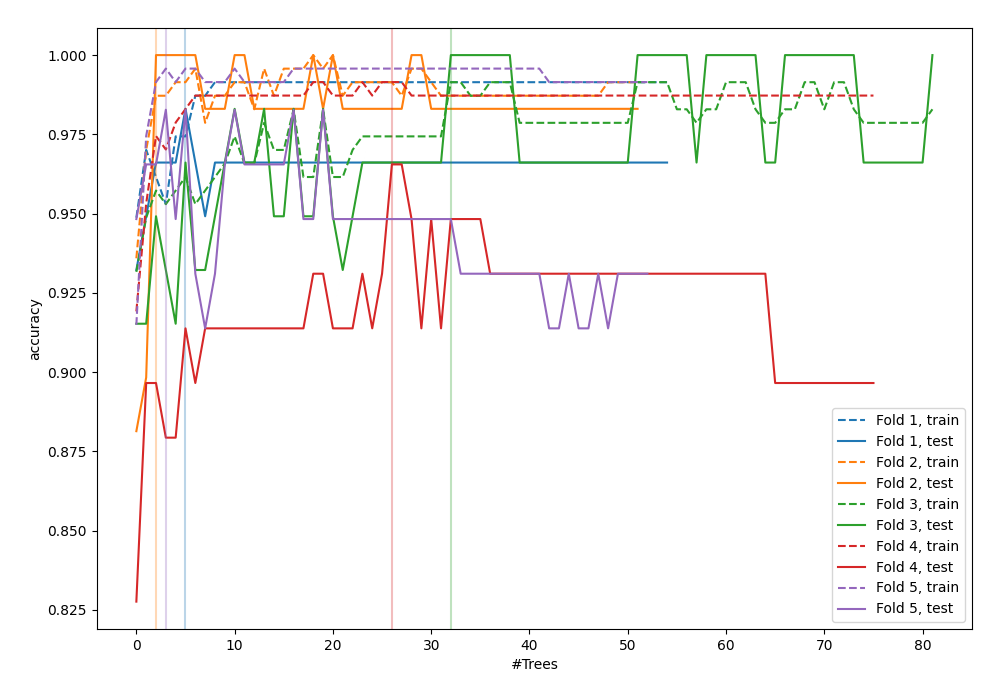 1.000
0.975
0.950
0.925
0.900
0.875
0.850
0.825
accuracy
0 10 20 30 40 50 60 70 80
#Trees
Fold 1, train
Fold 1, test
Fold 2, train
Fold 2, test
Fold 3, train
Fold 3, test
Fold 4, train
Fold 4, test
Fold 5, train
Fold 5, test